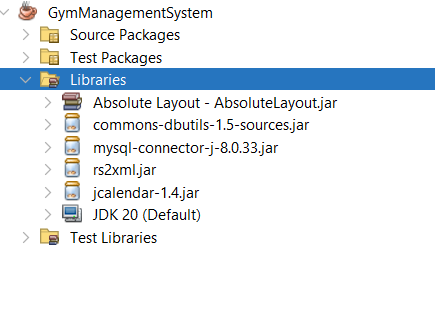 GymManagementSystem
Source Packages
Test Packages
Libraries
Absolute Layout - AbsoluteLayout.jar
commons-dbutils-1.5-sources.jar
mysql-connector-j-8.0.33.jar
rs2xml.jar
jcalendar-1.4.jar
JDK 20 (Default)
Test Libraries